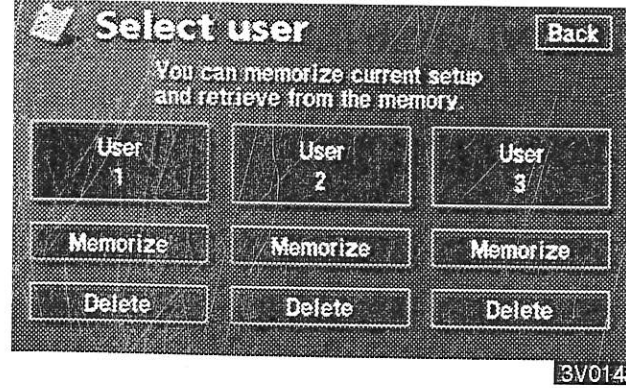 Select user
Back
You can memorize current setup
and retrieve from the memory.
User
1
User
2
User
3
Memorize
Memorize
Memorize
Delete
Delete
Delete
3V014